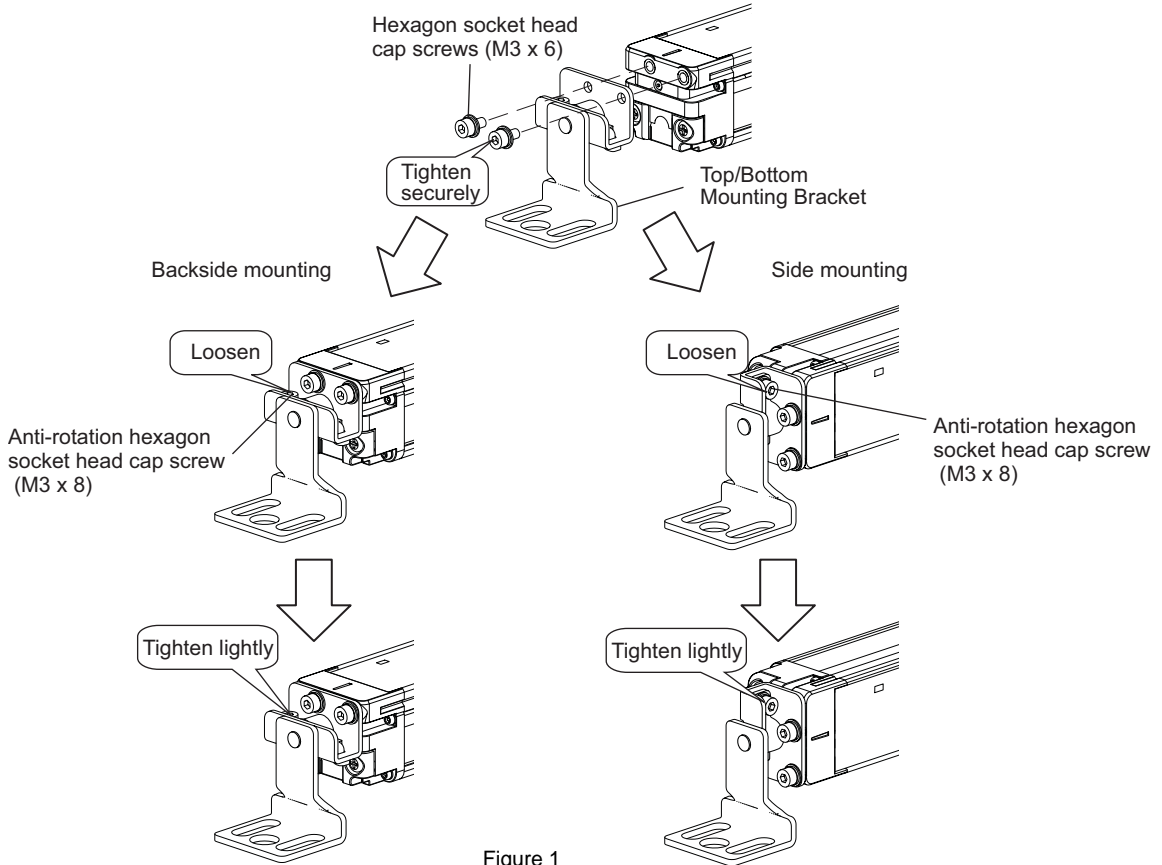 Hexagon socket head
cap screws (M3 x 6)
Tighten
securely
Top/Bottom
Mounting Bracket
Backside mounting
Side mounting
Loosen
Loosen
Anti-rotation hexagon
socket head cap screw
(M3 x 8)
Anti-rotation hexagon
socket head cap screw
(M3 x 8)
Tighten lightly
Tighten lightly
Figure 1